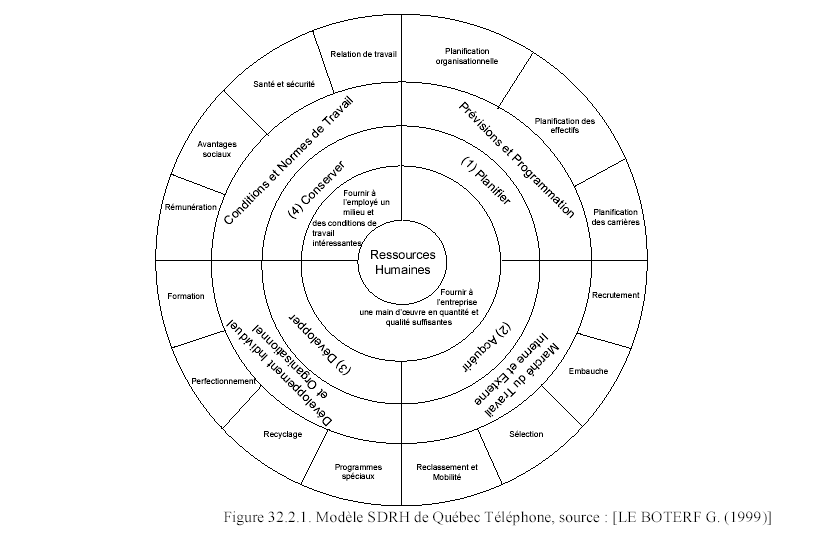 Relation de travail
Planification
organisationnelle
Santé et sécurité
Planification des
effectifs
Avantages
sociaux
Conditions et Normes de Travail
Prévisions et Programmation
(4) Conserver
(1) Planifier
Rémunération
Planification
des carrières
Fournir à
l'employé un
milieu et
des conditions de
travail
intéressantes
Ressources
Humaines
Formation
Recrutement
Fournir à
l'entreprise
une main d'œuvre en quantité et
qualité suffisantes
(3) Développer
(2) Acquérir
Développement Individuel
et Organisationnel
Marché du Travail
Interne et Externe
Perfectionnement
Embauche
Recyclage
Sélection
Programmes
spéciaux
Reclassement et
Mobilité
Figure 32.2.1. Modèle SDRH de Québec Téléphone, source : [LE BOTERF G. (1999)]